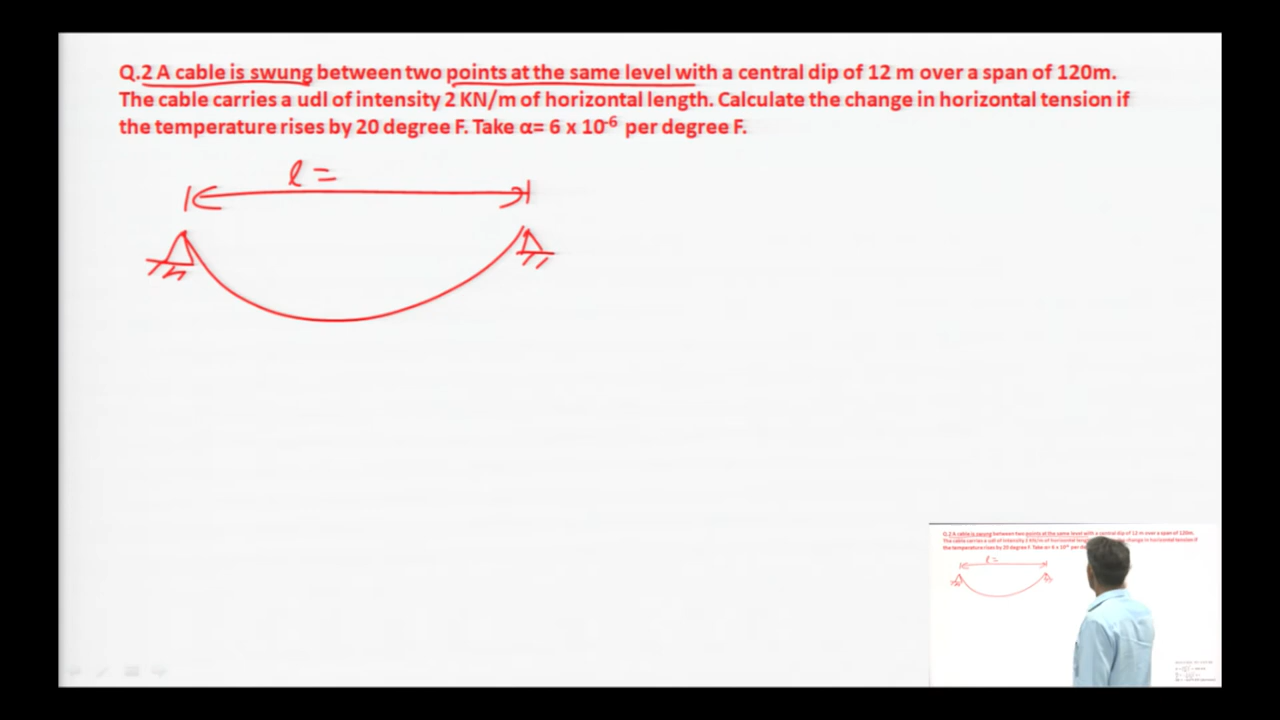 Q.2 A cable is swung between two points at the same level with a central dip of 12 m over a span of 120m.
The cable carries a udl of intensity 2 KN/m of horizontal length. Calculate the change in horizontal tension if
the temperature rises by 20 degree F. Take α= 6 x 10⁻⁶ per degree F.
l =